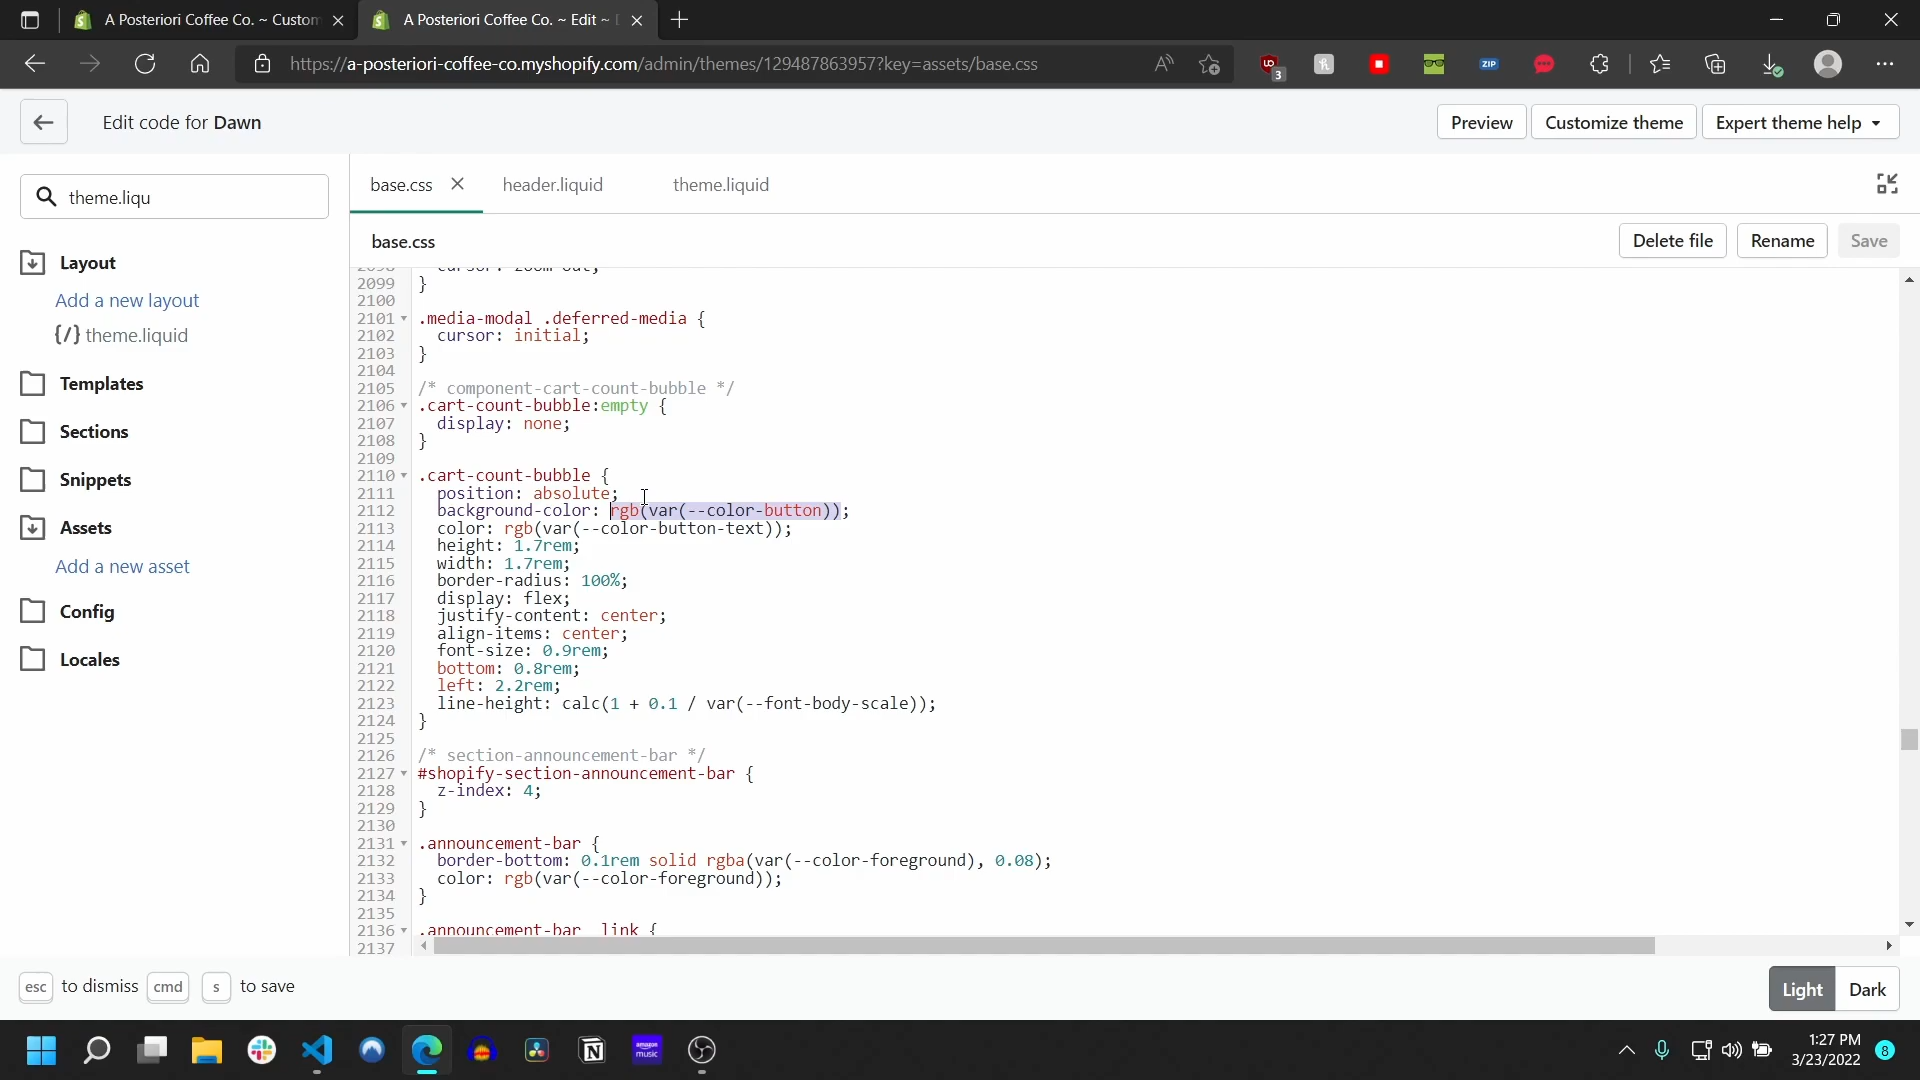 A Posteriori Coffee Co. ~ Custom
A Posteriori Coffee Co. ~ Edit ~
https://a-posteriori-coffee-co.myshopify.com/admin/themes/129487863957?key=assets/base.css
3
ZIP
Edit code for Dawn
Preview
Customize theme
Expert theme help
theme.liqu
base.css
header.liquid
theme.liquid
base.css
Delete file
Rename
Save
Layout
Add a new layout
{/} theme.liquid
Templates
Sections
Snippets
Assets
Add a new asset
Config
Locales
2098 cursor: zoom-out;
2099 }
2100
2101 .media-modal .deferred-media {
2102 cursor: initial;
2103 }
2104
2105 /* component-cart-count-bubble */
2106 .cart-count-bubble:empty {
2107 display: none;
2108 }
2109
2110 .cart-count-bubble {
2111 position: absolute;
2112 background-color: rgb(var(--color-button));
2113 color: rgb(var(--color-button-text));
2114 height: 1.7rem;
2115 width: 1.7rem;
2116 border-radius: 100%;
2117 display: flex;
2118 justify-content: center;
2119 align-items: center;
2120 font-size: 0.9rem;
2121 bottom: 0.8rem;
2122 left: 2.2rem;
2123 line-height: calc(1 + 0.1 / var(--font-body-scale));
2124 }
2125
2126 /* section-announcement-bar */
2127 #shopify-section-announcement-bar {
2128 z-index: 4;
2129 }
2130
2131 .announcement-bar {
2132 border-bottom: 0.1rem solid rgba(var(--color-foreground), 0.08);
2133 color: rgb(var(--color-foreground));
2134 }
2135
2136 .announcement-bar__link {
2137
esc to dismiss cmd s to save
Light
Dark
amazon music
1:27 PM
3/23/2022
8